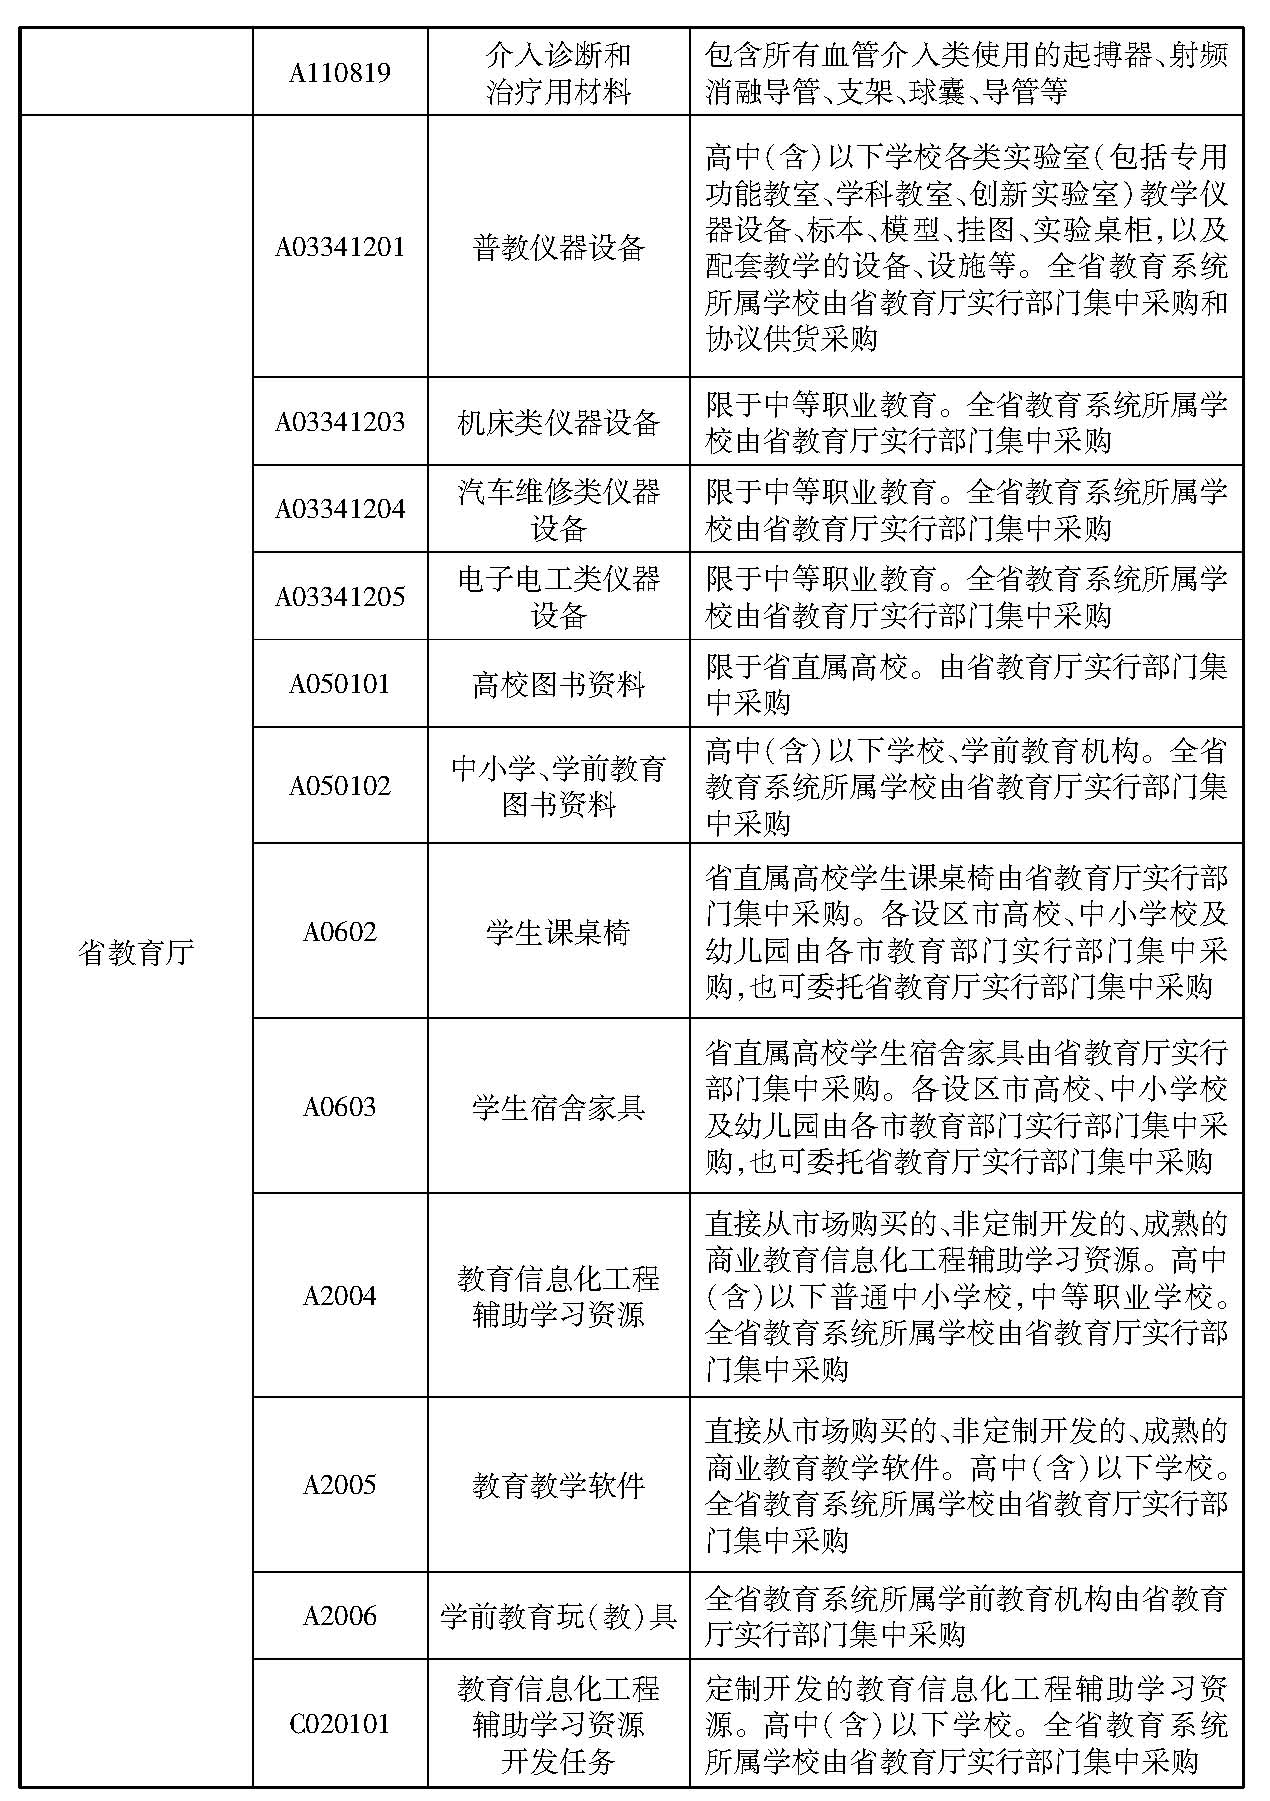 A110819
介入诊断和
治疗用材料
包含所有血管介入类使用的起搏器、射频
消融导管、支架、球囊、导管等
省教育厅
A03341201
普教仪器设备
高中(含)以下学校各类实验室(包括专用
功能教室、学科教室、创新实验室)教学仪
器设备、标本、模型、挂图、实验桌柜,以及
配套教学的设备、设施等。全省教育系统
所属学校由省教育厅实行部门集中采购和
协议供货采购
A03341203
机床类仪器设备
限于中等职业教育。全省教育系统所属学
校由省教育厅实行部门集中采购
A03341204
汽车维修类仪器
设备
限于中等职业教育。全省教育系统所属学
校由省教育厅实行部门集中采购
A03341205
电子电工类仪器
设备
限于中等职业教育。全省教育系统所属学
校由省教育厅实行部门集中采购
A050101
高校图书资料
限于省直属高校。由省教育厅实行部门集
中采购
A050102
中小学、学前教育
图书资料
高中(含)以下学校、学前教育机构。全省
教育系统所属学校由省教育厅实行部门集
中采购
A0602
学生课桌椅
省直属高校学生课桌椅由省教育厅实行部
门集中采购。各设区市高校、中小学校及
幼儿园由各市教育部门实行部门集中采
购,也可委托省教育厅实行部门集中采购
A0603
学生宿舍家具
省直属高校学生宿舍家具由省教育厅实行
部门集中采购。各设区市高校、中小学校
及幼儿园由各市教育部门实行部门集中采
购,也可委托省教育厅实行部门集中采购
A2004
教育信息化工程
辅助学习资源
直接从市场购买的、非定制开发的、成熟的
商业教育信息化工程辅助学习资源。高中
(含)以下普通中小学校,中等职业学校。
全省教育系统所属学校由省教育厅实行部
门集中采购
A2005
教育教学软件
直接从市场购买的、非定制开发的、成熟的
商业教育教学软件。高中(含)以下学校。
全省教育系统所属学校由省教育厅实行部
门集中采购
A2006
学前教育玩(教)具
全省教育系统所属学前教育机构由省教育
厅实行部门集中采购
C020101
教育信息化工程
辅助学习资源
开发任务
定制开发的教育信息化工程辅助学习资
源。高中(含)以下学校。全省教育系统
所属学校由省教育厅实行部门集中采购